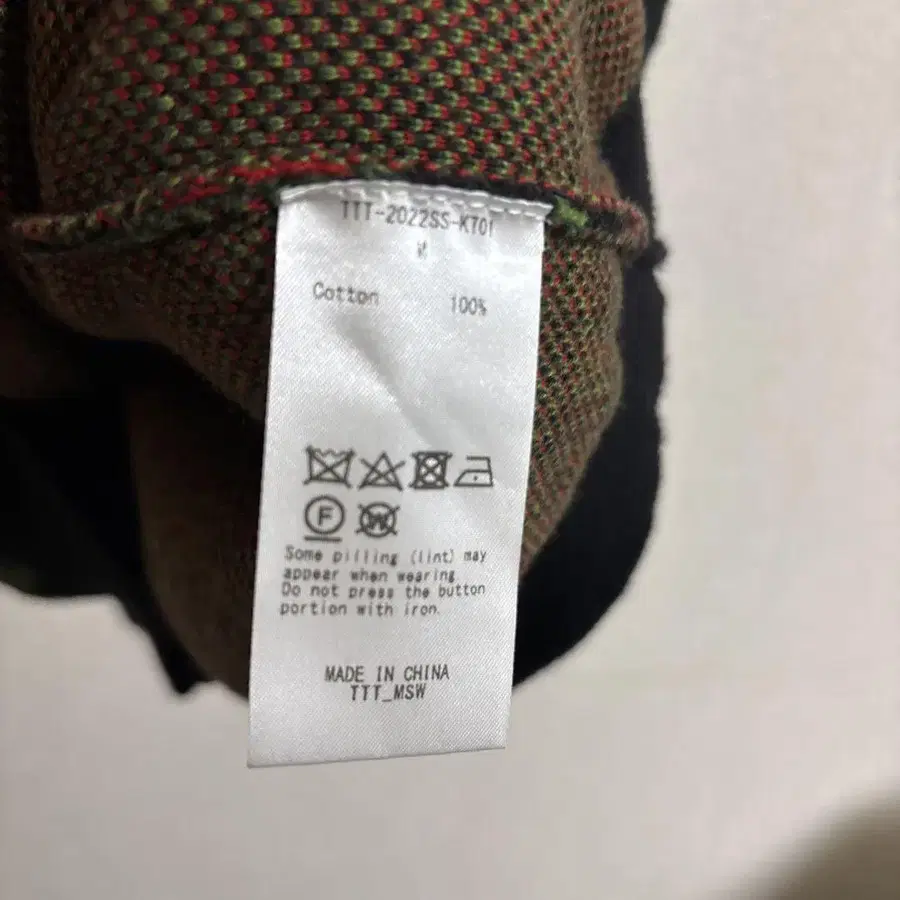 TTT-2022SS-KT01
M
Cotton 100%
F
W
Some pilling (lint) may
appear when wearing.
Do not press the button
portion with iron.
MADE IN CHINA
TTT_MSW